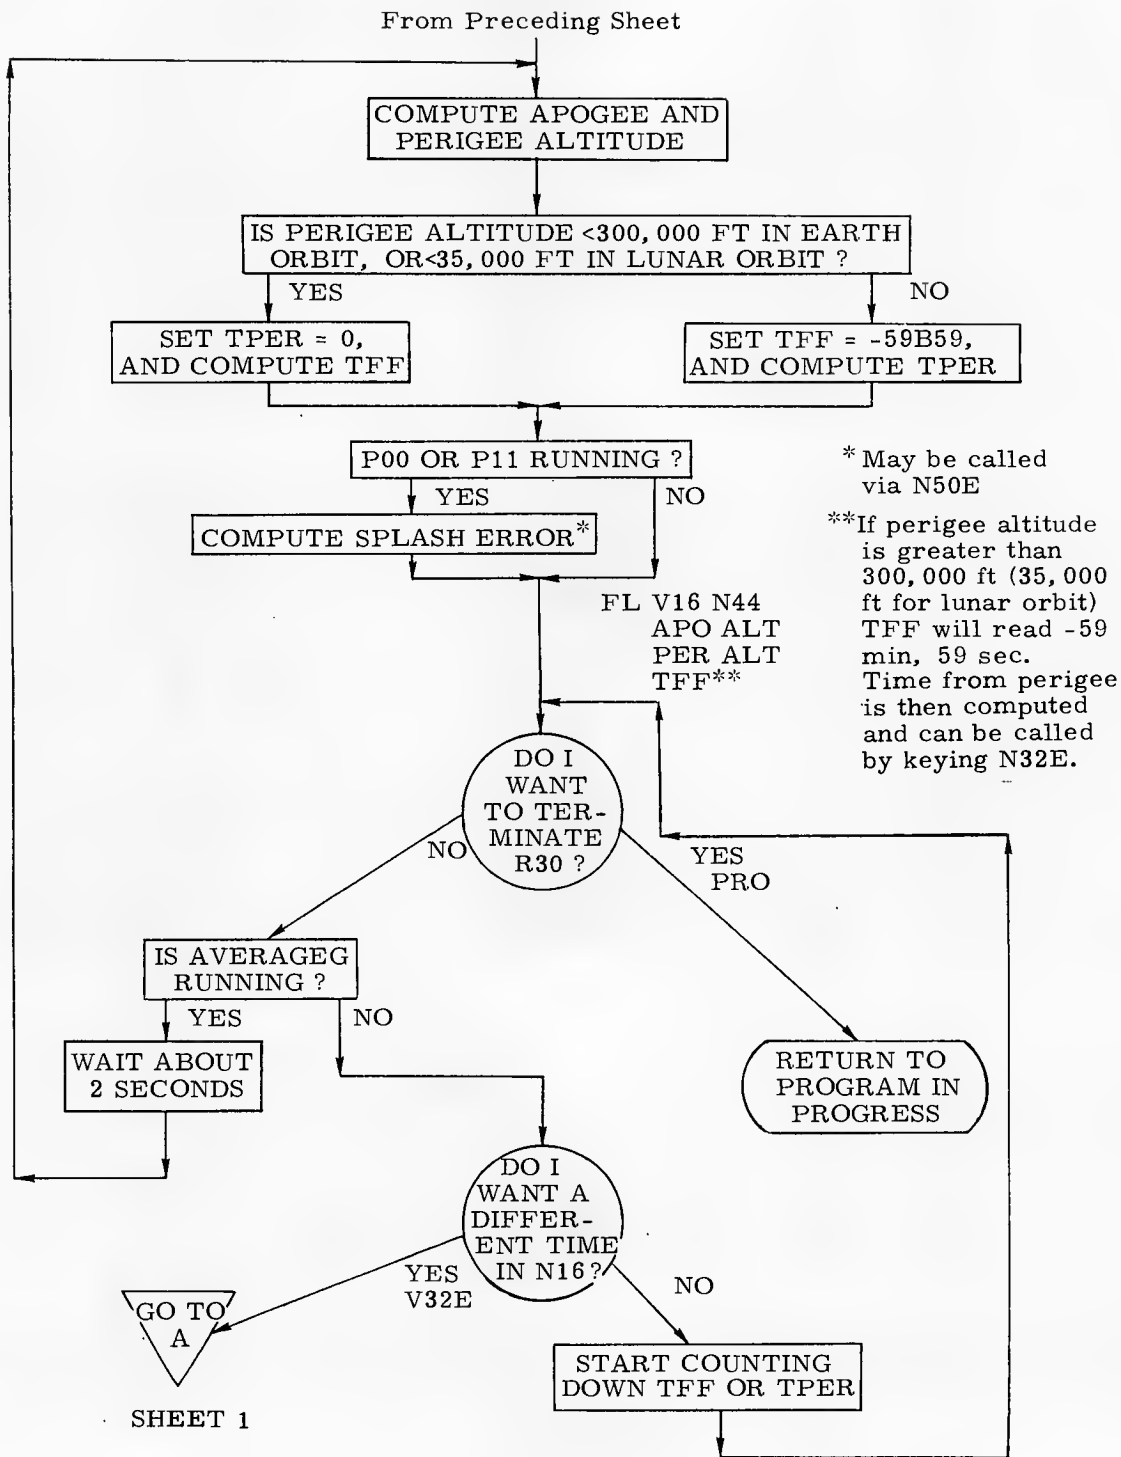 From Preceding Sheet
COMPUTE APOGEE AND
PERIGEE ALTITUDE
IS PERIGEE ALTITUDE <300,000 FT IN EARTH
ORBIT, OR<35,000 FT IN LUNAR ORBIT ?
YES
NO
SET TPER = 0,
AND COMPUTE TFF
SET TFF = -59B59,
AND COMPUTE TPER
P00 OR P11 RUNNING ?
YES
NO
COMPUTE SPLASH ERROR*
* May be called
via N50E
**If perigee altitude
is greater than
300,000 ft (35,000
ft for lunar orbit)
TFF will read -59
min, 59 sec.
Time from perigee
is then computed
and can be called
by keying N32E.
FL V16 N44
APO ALT
PER ALT
TFF**
DO I
WANT
TO TER-
MINATE
R30 ?
NO
YES
PRO
IS AVERAGEG
RUNNING ?
YES
NO
WAIT ABOUT
2 SECONDS
RETURN TO
PROGRAM IN
PROGRESS
DO I
WANT A
DIFFER-
ENT TIME
IN N16?
YES
V32E
NO
GO TO
A
SHEET 1
START COUNTING
DOWN TFF OR TPER